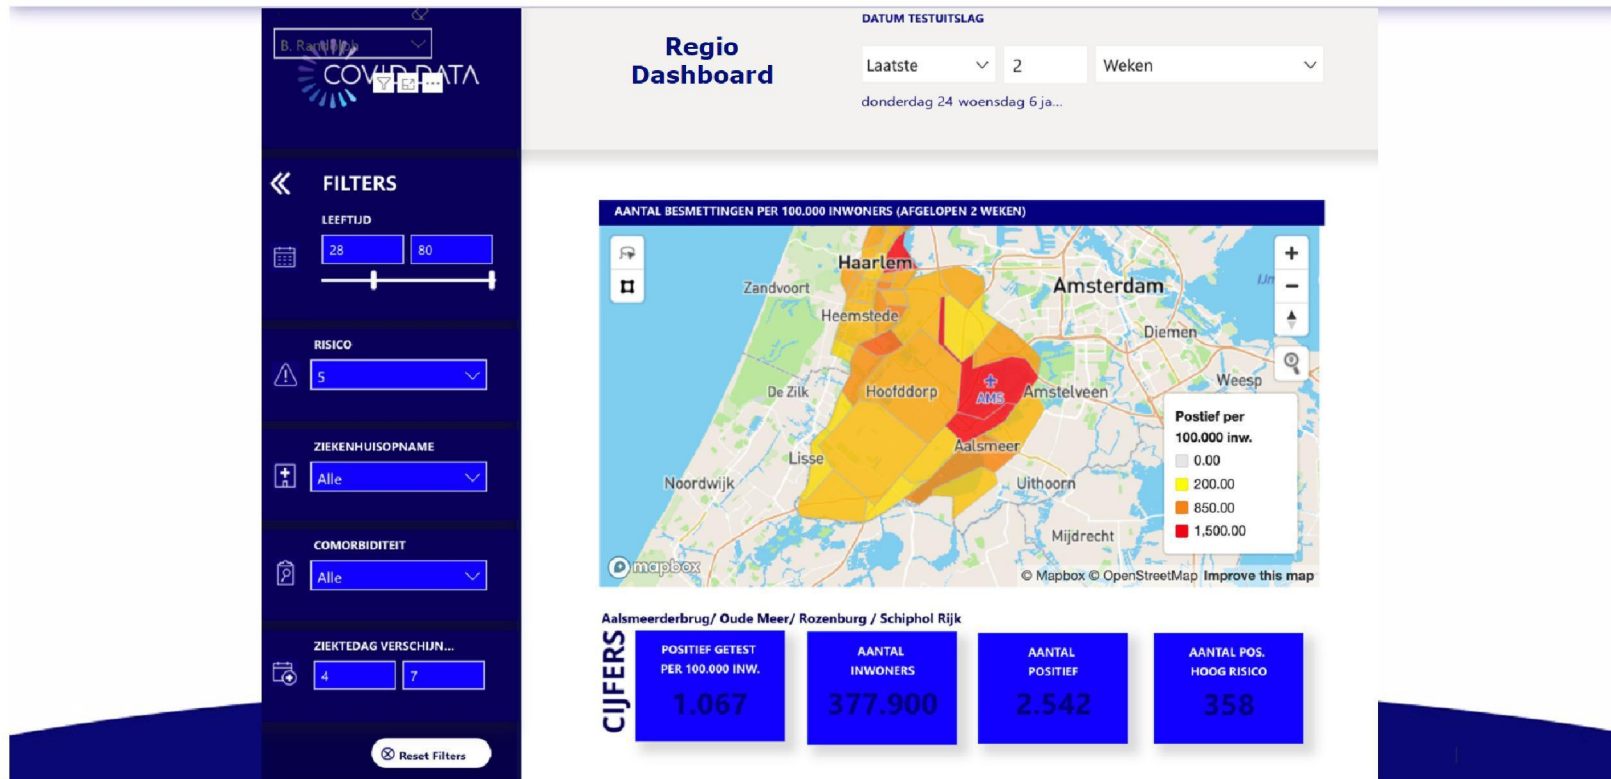 B. Randolph
COVID DATA
Regio
Dashboard
DATUM TESTUITSLAG
Laatste
2
Weken
donderdag 24 woensdag 6 ja...
FILTERS
LEEFTIJD
28
80
RISICO
5
ZIEKENHUISOPNAME
Alle
COMORBIDITEIT
Alle
ZIEKTEDAG VERSCHIJN...
4
7
Reset Filters
AANTAL BESMETTINGEN PER 100.000 INWONERS (AFGELOPEN 2 WEKEN)
Haarlem
Zandvoort
Amsterdam
Heemstede
Diemen
De Zilk
Hoofddorp
AMS
Amstelveen
Weesp
Aalsmeer
Lisse
Noordwijk
Uithoorn
Mijdrecht
Postief per
100.000 inw.
0.00
200.00
850.00
1,500.00
mapbox
© Mapbox © OpenStreetMap Improve this map
Aalsmeerderbrug/ Oude Meer/ Rozenburg / Schiphol Rijk
CIJFERS
POSITIEF GETEST
PER 100.000 INW.
1.067
AANTAL
INWONERS
377.900
AANTAL
POSITIEF
2.542
AANTAL POS.
HOOG RISICO
358